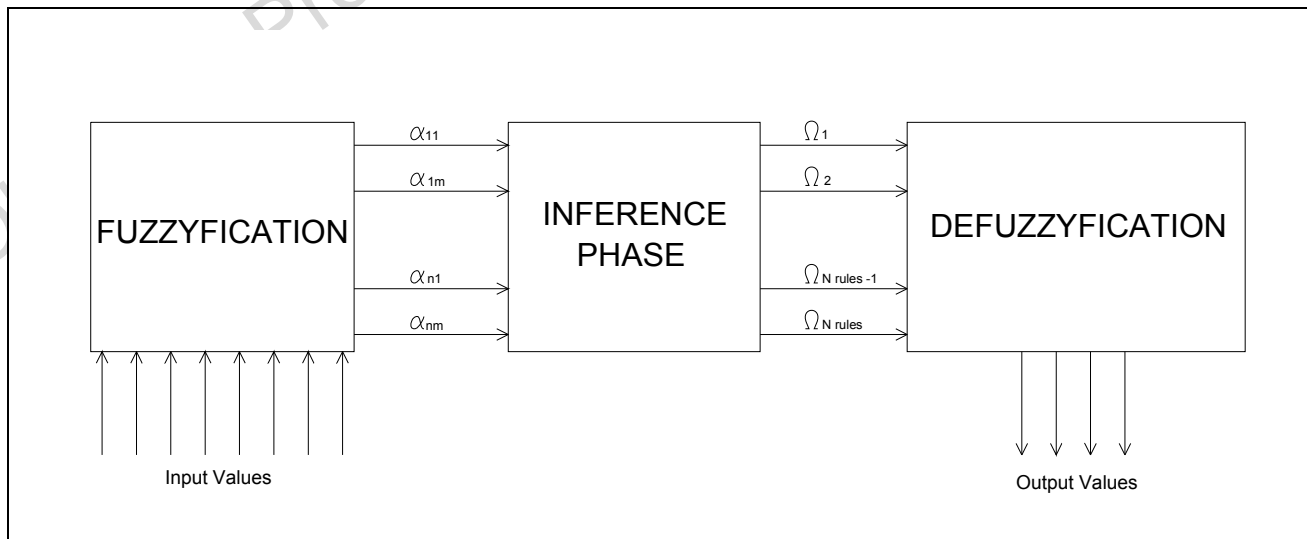 α11
α1m
αn1
αnm
Ω1
Ω2
ΩN rules -1
ΩN rules
FUZZYFICATION
INFERENCE
PHASE
DEFUZZYFICATION
Input Values
Output Values